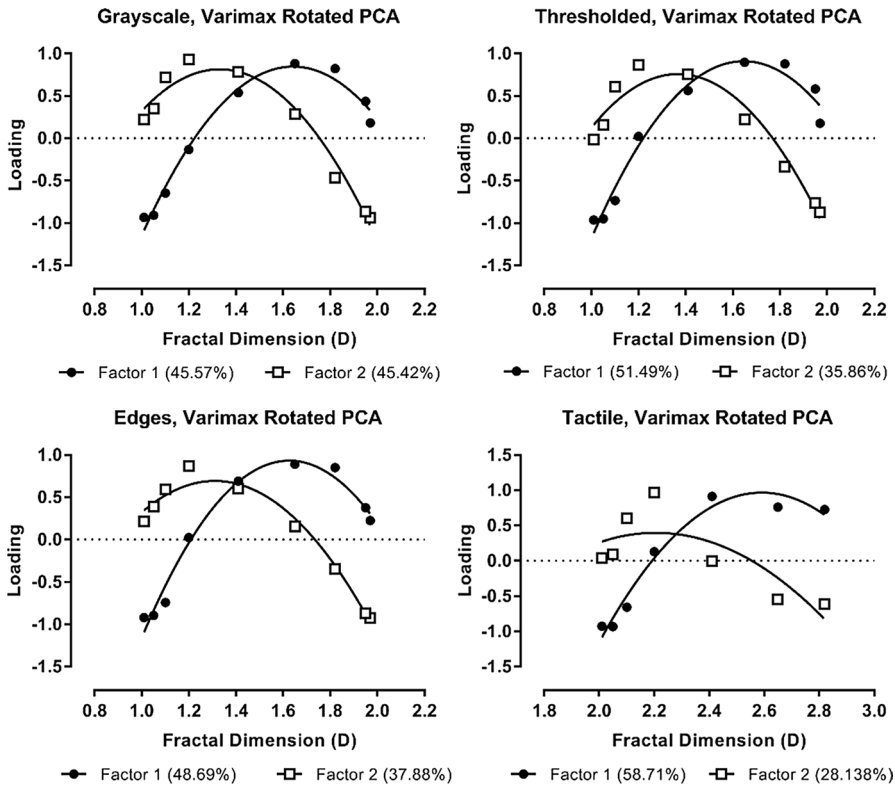 Grayscale, Varimax Rotated PCA
1.0
0.5
0.0
-0.5
-1.0
-1.5
Loading
0.8 1.0 1.2 1.4 1.6 1.8 2.0 2.2
Fractal Dimension (D)
Factor 1 (45.57%) Factor 2 (45.42%)
Thresholded, Varimax Rotated PCA
1.0
0.5
0.0
-0.5
-1.0
-1.5
Loading
0.8 1.0 1.2 1.4 1.6 1.8 2.0 2.2
Fractal Dimension (D)
Factor 1 (51.49%) Factor 2 (35.86%)
Edges, Varimax Rotated PCA
1.0
0.5
0.0
-0.5
-1.0
-1.5
Loading
0.8 1.0 1.2 1.4 1.6 1.8 2.0 2.2
Fractal Dimension (D)
Factor 1 (48.69%) Factor 2 (37.88%)
Tactile, Varimax Rotated PCA
1.5
1.0
0.5
0.0
-0.5
-1.0
-1.5
Loading
1.8 2.0 2.2 2.4 2.6 2.8 3.0
Fractal Dimension (D)
Factor 1 (58.71%) Factor 2 (28.138%)